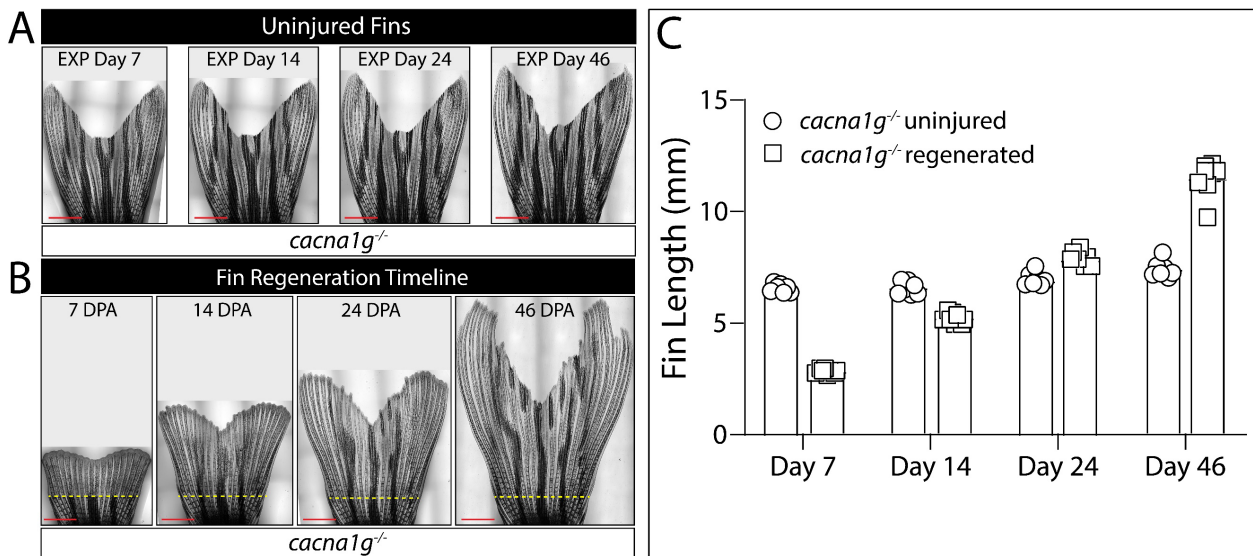 A
Uninjured Fins
EXP Day 7
EXP Day 14
EXP Day 24
EXP Day 46
cacna1g-/-
B
Fin Regeneration Timeline
7 DPA
14 DPA
24 DPA
46 DPA
cacna1g-/-
C
15
10
5
0
Fin Length (mm)
cacna1g-/- uninjured
cacna1g-/- regenerated
Day 7
Day 14
Day 24
Day 46